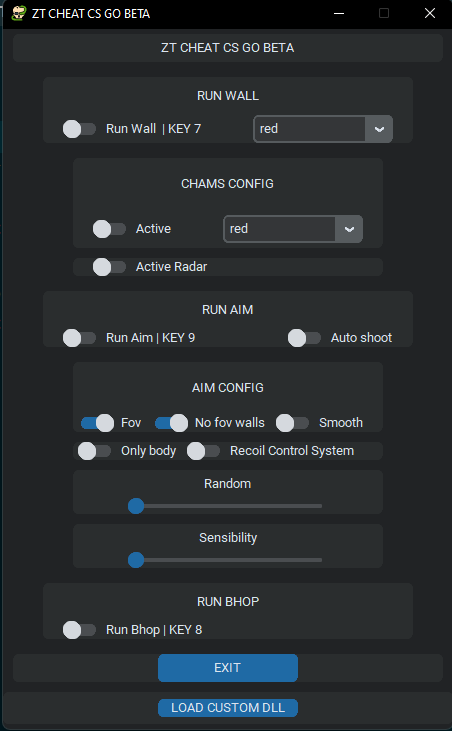 ZT CHEAT CS GO BETA
ZT CHEAT CS GO BETA
RUN WALL
Run Wall | KEY 7
red
CHAMS CONFIG
Active
red
Active Radar
RUN AIM
Run Aim | KEY 9
Auto shoot
AIM CONFIG
Fov
No fov walls
Smooth
Only body
Recoil Control System
Random
Sensibility
RUN BHOP
Run Bhop | KEY 8
EXIT
LOAD CUSTOM DLL